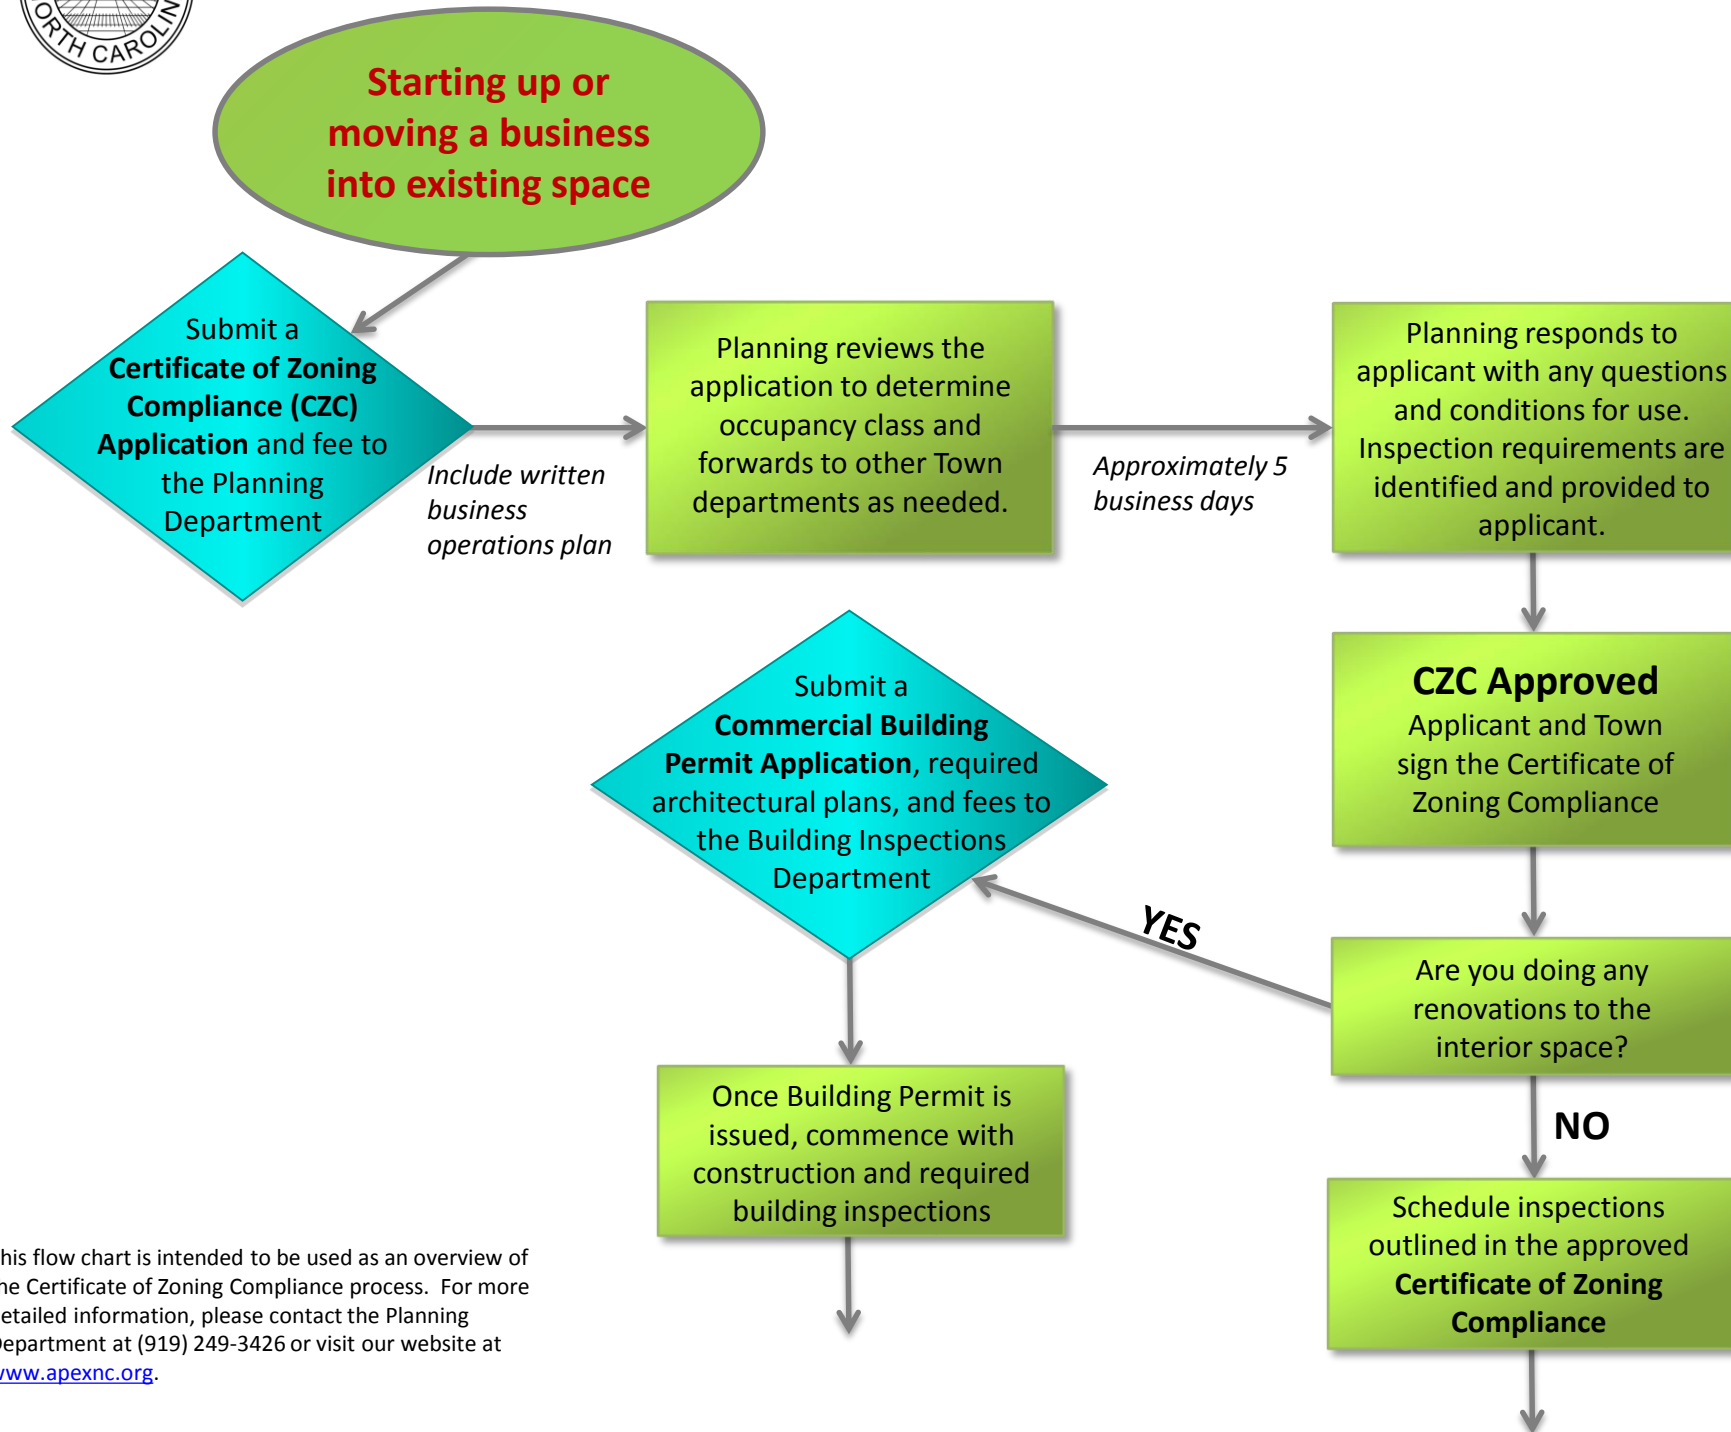 NORTH CAROLIN
Starting up or
moving a business
into existing space
Submit a
Certificate of Zoning
Compliance (CZC)
Application and fee to
the Planning
Department
Include written
business
operations plan
Planning reviews the
application to determine
occupancy class and
forwards to other Town
departments as needed.
Approximately 5
business days
Planning responds to
applicant with any questions
and conditions for use.
Inspection requirements are
identified and provided to
applicant.
CZC Approved
Applicant and Town
sign the Certificate of
Zoning Compliance
Submit a
Commercial Building
Permit Application, required
architectural plans, and fees to
the Building Inspections
Department
YES
Are you doing any
renovations to the
interior space?
NO
Once Building Permit is
issued, commence with
construction and required
building inspections
Schedule inspections
outlined in the approved
Certificate of Zoning
Compliance
his flow chart is intended to be used as an overview of
he Certificate of Zoning Compliance process. For more
etailed information, please contact the Planning
epartment at (919) 249-3426 or visit our website at
www.apexnc.org.